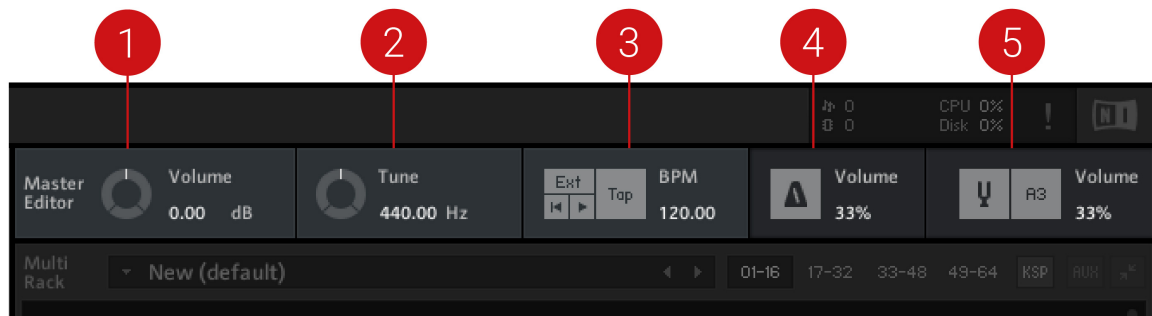 1 2 3 4 5
0 CPU 0%
0 Disk 0% ! NI
Master Editor Volume 0.00 dB
Tune 440.00 Hz
Ext Tap BPM 120.00
Volume 33%
A3 Volume 33%
Multi Rack New (default) 01-16 17-32 33-48 49-64 KSP AUX